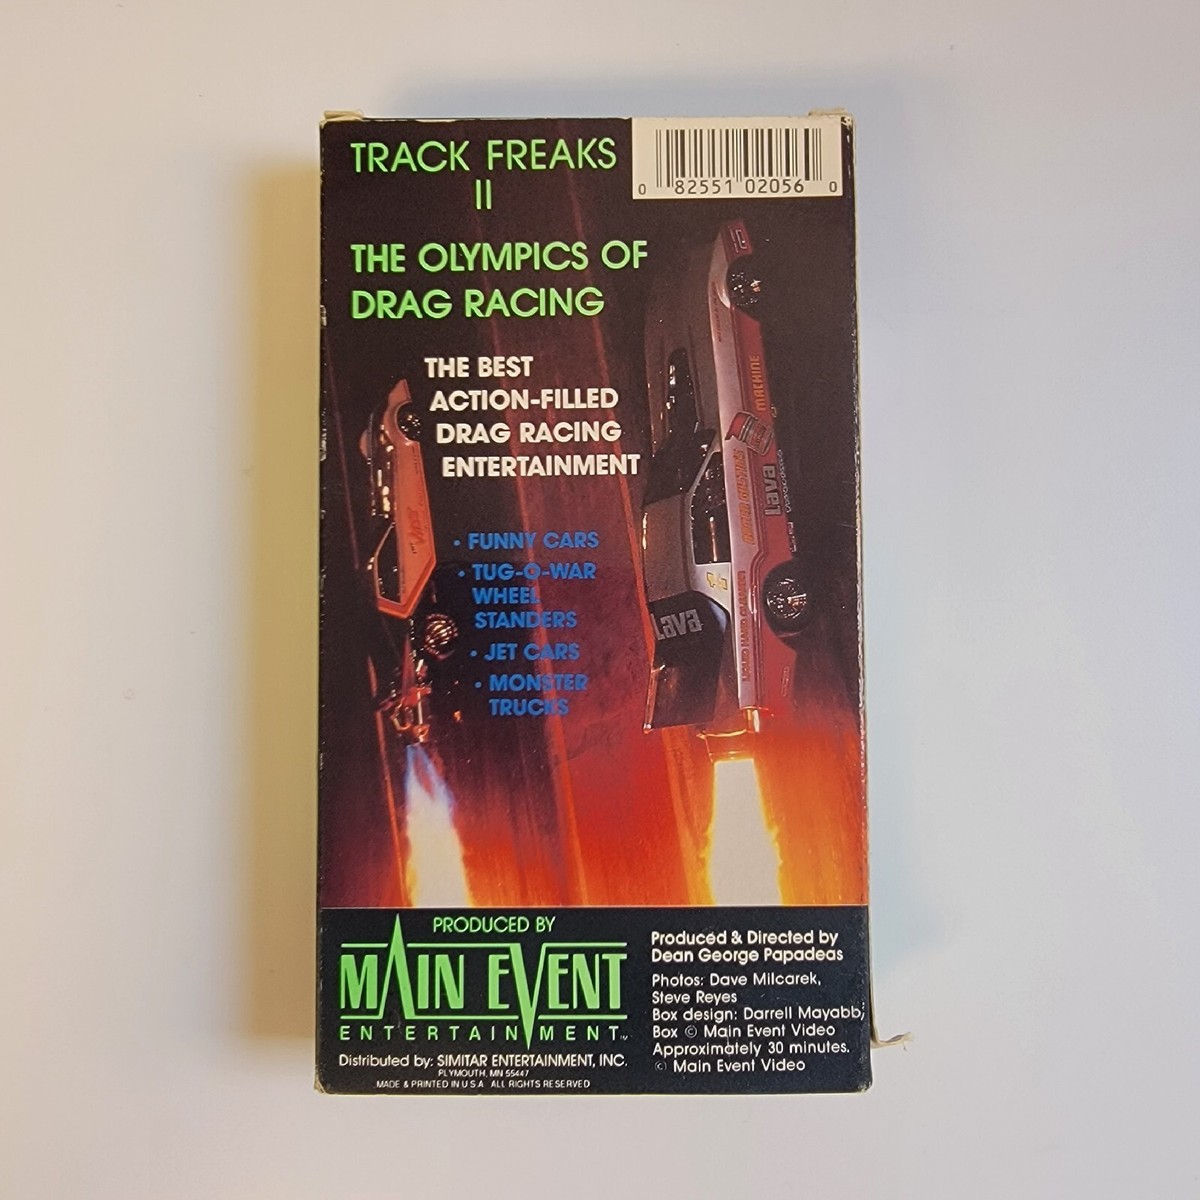 TRACK FREAKS
II
0 82551 02056 0
THE OLYMPICS OF
DRAG RACING
THE BEST
ACTION-FILLED
DRAG RACING
ENTERTAINMENT
• FUNNY CARS
• TUG-O-WAR
WHEEL
STANDERS
• JET CARS
• MONSTER
TRUCKS
MACHINE
Lava
Lava
PRODUCED BY
MAIN EVENT
ENTERTAINMENT™
Distributed by: SIMITAR ENTERTAINMENT, INC.
PLYMOUTH, MN 55447
MADE & PRINTED IN U S A ALL RIGHTS RESERVED
Produced & Directed by
Dean George Papadeas
Photos: Dave Milcarek,
Steve Reyes
Box design: Darrell Mayabb;
Box © Main Event Video
Approximately 30 minutes.
© Main Event Video